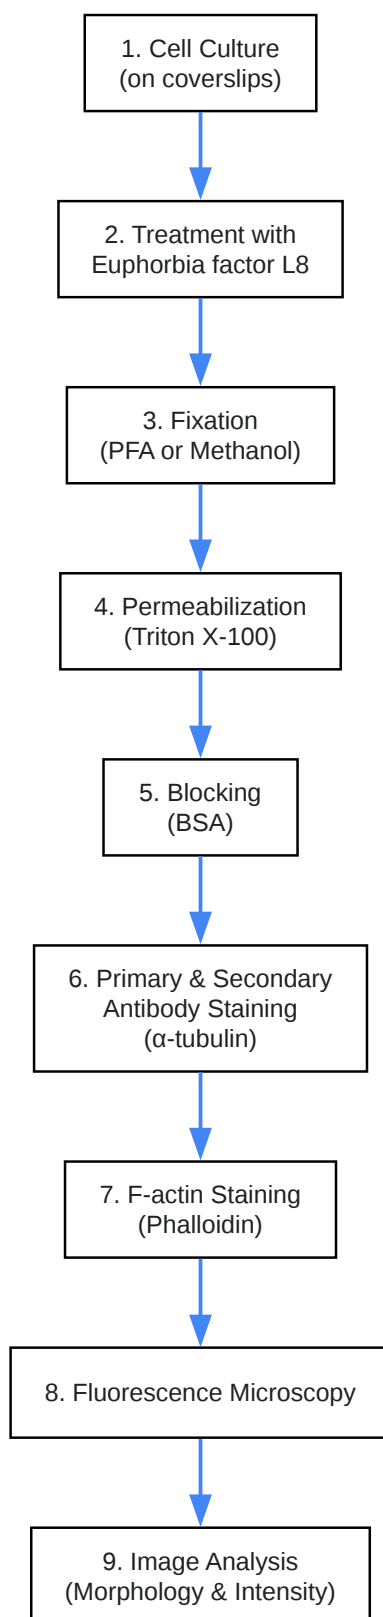 1. Cell Culture
(on coverslips)
2. Treatment with
Euphorbia factor L8
3. Fixation
(PFA or Methanol)
4. Permeabilization
(Triton X-100)
5. Blocking
(BSA)
6. Primary & Secondary
Antibody Staining
(α-tubulin)
7. F-actin Staining
(Phalloidin)
8. Fluorescence Microscopy
9. Image Analysis
(Morphology & Intensity)